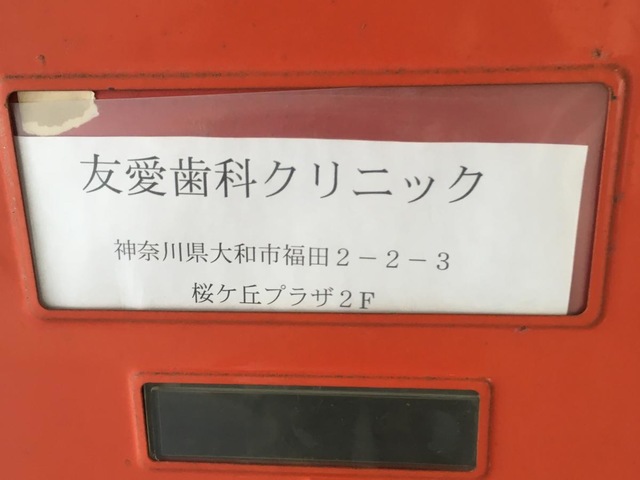 友愛歯科クリニック
神奈川県大和市福田２－２－３
桜ケ丘プラザ２Ｆ